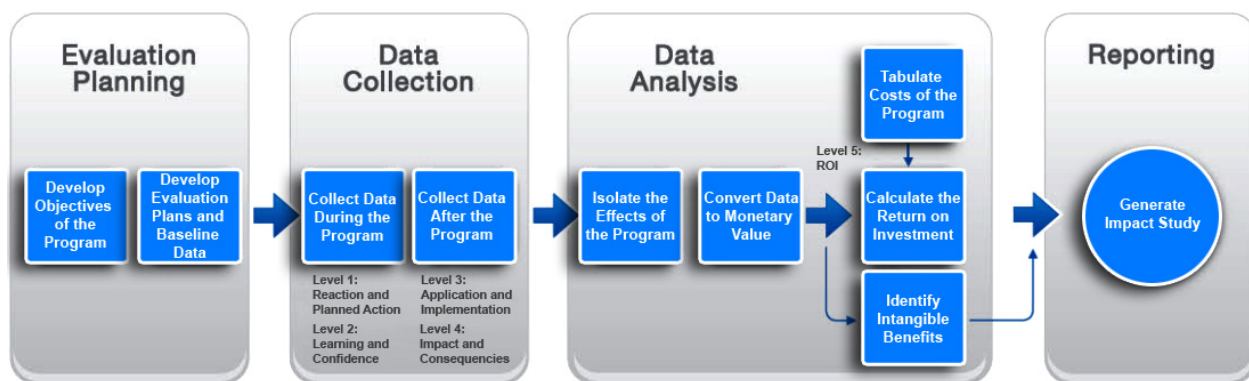 Evaluation
Planning
Develop
Objectives
of the
Program
Develop
Evaluation
Plans and
Baseline
Data
Data
Collection
Collect Data
During the
Program
Collect Data
After the
Program
Level 1:
Reaction and
Planned Action
Level 2:
Learning and
Confidence
Level 3:
Application and
Implementation
Level 4:
Impact and
Consequencies
Data
Analysis
Isolate the
Effects of
the Program
Convert Data
to Monetary
Value
Tabulate
Costs of the
Program
Level 5:
ROI
Calculate the
Return on
Investment
Identify
Intangible
Benefits
Reporting
Generate
Impact Study